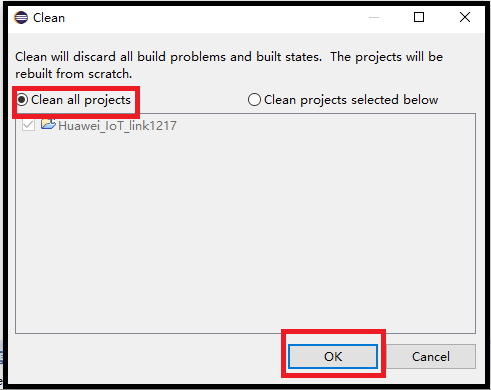 Clean
Clean will discard all build problems and built states. The projects will be
rebuilt from scratch.
Clean all projects
Clean projects selected below
Huawei_IoT_link1217
OK
Cancel